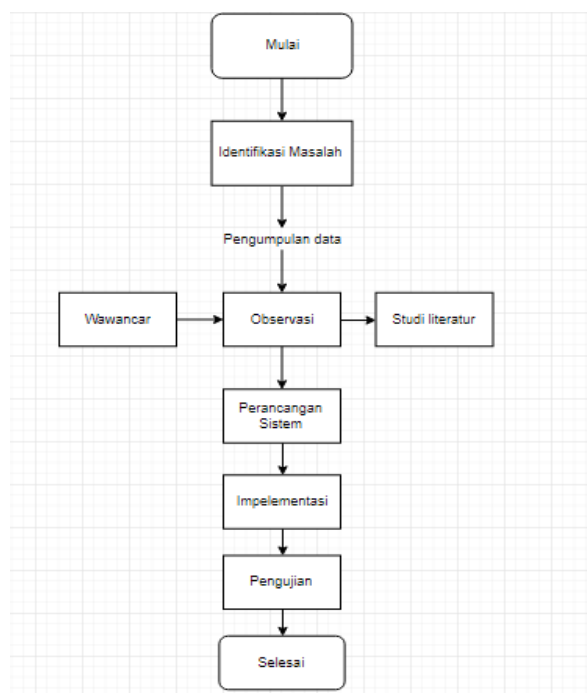 Mulai
Identifikasi Masalah
Pengumpulan data
Wawancar
Observasi
Studi literatur
Perancangan
Sistem
Impelementasi
Pengujian
Selesai